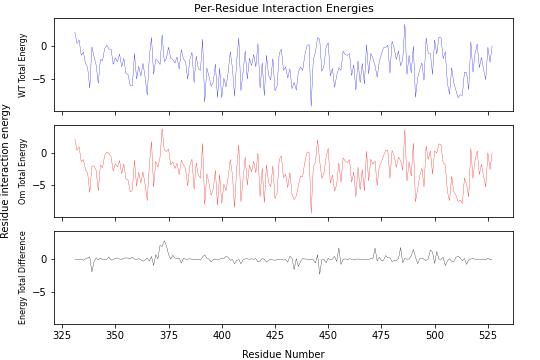 Per-Residue Interaction Energies
Residue interaction energy
WT Total Energy
0
−5
Om Total Energy
0
−5
Energy Total Difference
0
−5
325 350 375 400 425 450 475 500 525
Residue Number